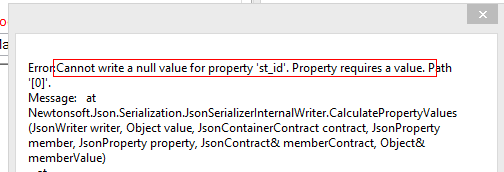 Error:Cannot write a null value for property 'st_id'. Property requires a value. Path
'[0]'.
Message:   at
Newtonsoft.Json.Serialization.JsonSerializerInternalWriter.CalculatePropertyValues
(JsonWriter writer, Object value, JsonContainerContract contract, JsonProperty
member, JsonProperty property, JsonContract& memberContract, Object&
memberValue)